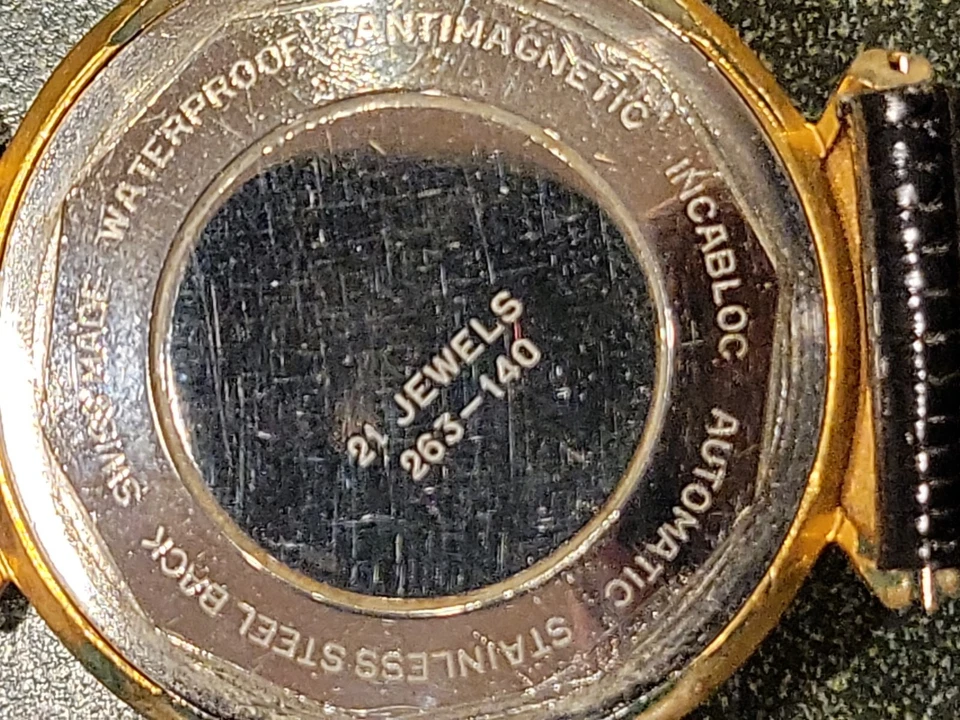 WATERPROOF
ANTIMAGNETIC
INCABLOC
AUTOMATIC
STAINLESS STEEL BACK
SWISS MADE
21 JEWELS
263-140